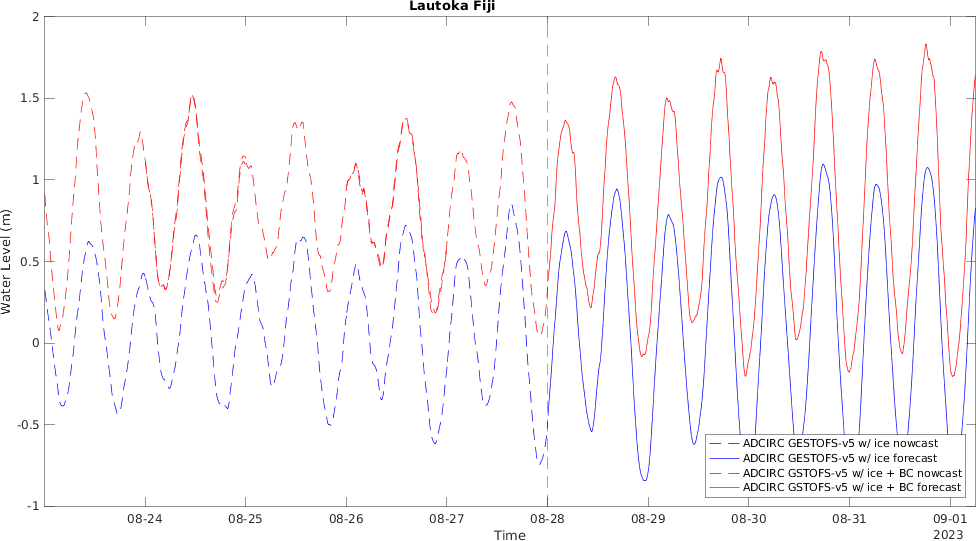 Lautoka Fiji
2
1.5
1
0.5
0
-0.5
-1
Water Level (m)
08-24
08-25
08-26
08-27
08-28
08-29
08-30
08-31
09-01
2023
Time
ADCIRC GESTOFS-v5 w/ ice nowcast
ADCIRC GESTOFS-v5 w/ ice forecast
ADCIRC GSTOFS-v5 w/ ice + BC nowcast
ADCIRC GSTOFS-v5 w/ ice + BC forecast